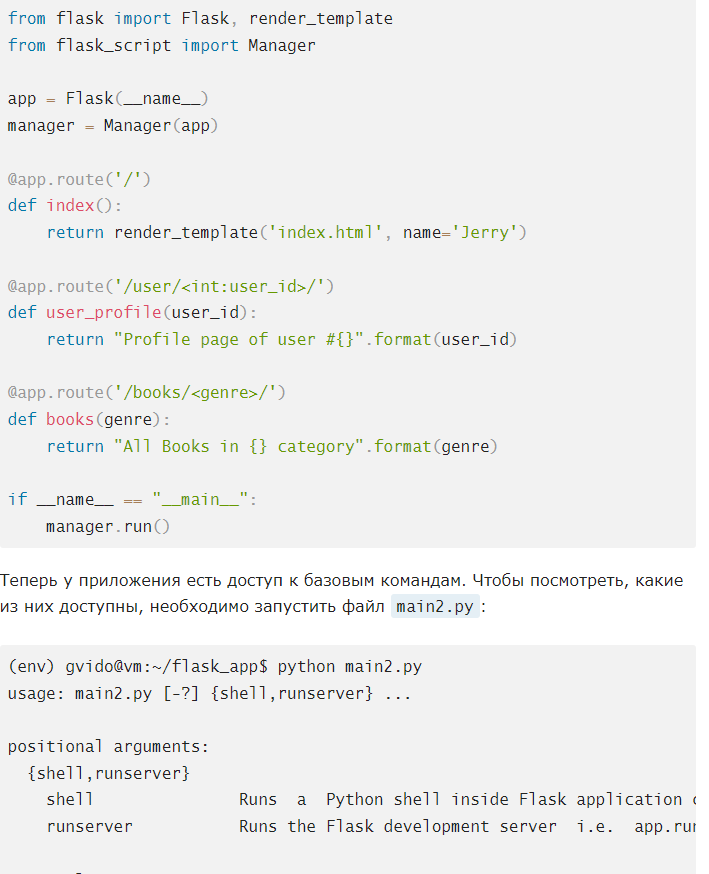 from flask import Flask, render_template
from flask_script import Manager
app = Flask(__name__)
manager = Manager(app)
@app.route('/')
def index():
    return render_template('index.html', name='Jerry')
@app.route('/user/<int:user_id>/')
def user_profile(user_id):
    return "Profile page of user #{}".format(user_id)
@app.route('/books/<genre>/')
def books(genre):
    return "All Books in {} category".format(genre)
if __name__ == "__main__":
    manager.run()
Теперь у приложения есть доступ к базовым командам. Чтобы посмотреть, какие
из них доступны, необходимо запустить файл main2.py:
(env) gvido@vm:~/flask_app$ python main2.py
usage: main2.py [-?] {shell,runserver} ...
positional arguments:
  {shell,runserver}
    shell               Runs  a  Python shell inside Flask application
    runserver           Runs the Flask development server  i.e.  app.run